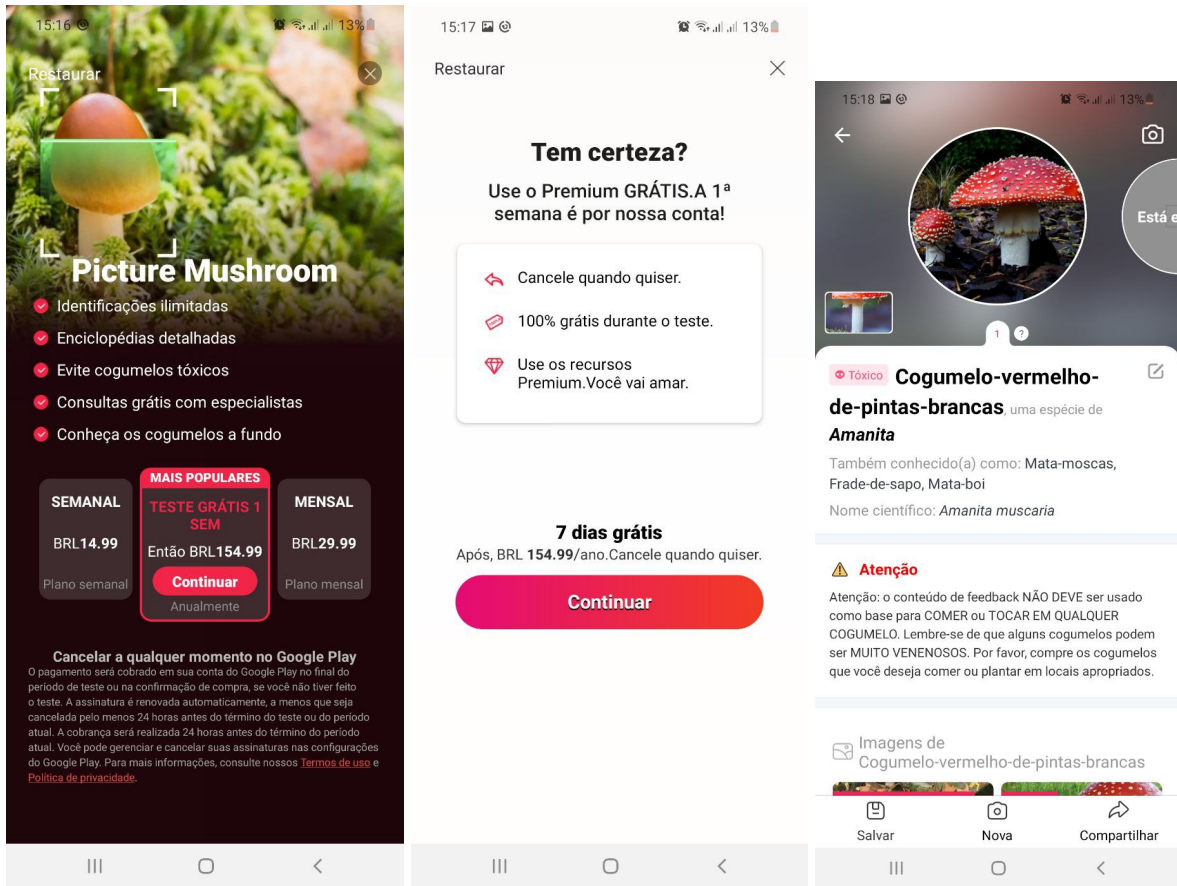 15:16
13%
Restaurar
Picture Mushroom
Identificações ilimitadas
Enciclopédias detalhadas
Evite cogumelos tóxicos
Consultas grátis com especialistas
Conheça os cogumelos a fundo
SEMANAL
BRL14.99
Plano semanal
MAIS POPULARES
TESTE GRÁTIS 1
SEM
Então BRL154.99
Continuar
Anualmente
MENSAL
BRL29.99
Plano mensal
Cancelar a qualquer momento no Google Play
O pagamento será cobrado em sua conta do Google Play no final do
período de teste ou na confirmação de compra, se você não tiver feito
o teste. A assinatura é renovada automaticamente, a menos que seja
cancelada pelo menos 24 horas antes do término do teste ou do período
atual. A cobrança será realizada 24 horas antes do término do período
atual. Você pode gerenciar e cancelar suas assinaturas nas configurações
do Google Play. Para mais informações, consulte nossos Termos de uso e
Política de privacidade.
15:17
13%
Restaurar
Tem certeza?
Use o Premium GRÁTIS.A 1ª
semana é por nossa conta!
Cancele quando quiser.
100% grátis durante o teste.
Use os recursos
Premium.Você vai amar.
7 dias grátis
Após, BRL 154.99/ano.Cancele quando quiser.
Continuar
15:18
13%
Está e
1 ?
Tóxico Cogumelo-vermelho-
de-pintas-brancas, uma espécie de
Amanita
Também conhecido(a) como: Mata-moscas,
Frade-de-sapo, Mata-boi
Nome científico: Amanita muscaria
Atenção
Atenção: o conteúdo de feedback NÃO DEVE ser usado
como base para COMER ou TOCAR EM QUALQUER
COGUMELO. Lembre-se de que alguns cogumelos podem
ser MUITO VENENOSOS. Por favor, compre os cogumelos
que você deseja comer ou plantar em locais apropriados.
Imagens de
Cogumelo-vermelho-de-pintas-brancas
Salvar
Nova
Compartilhar